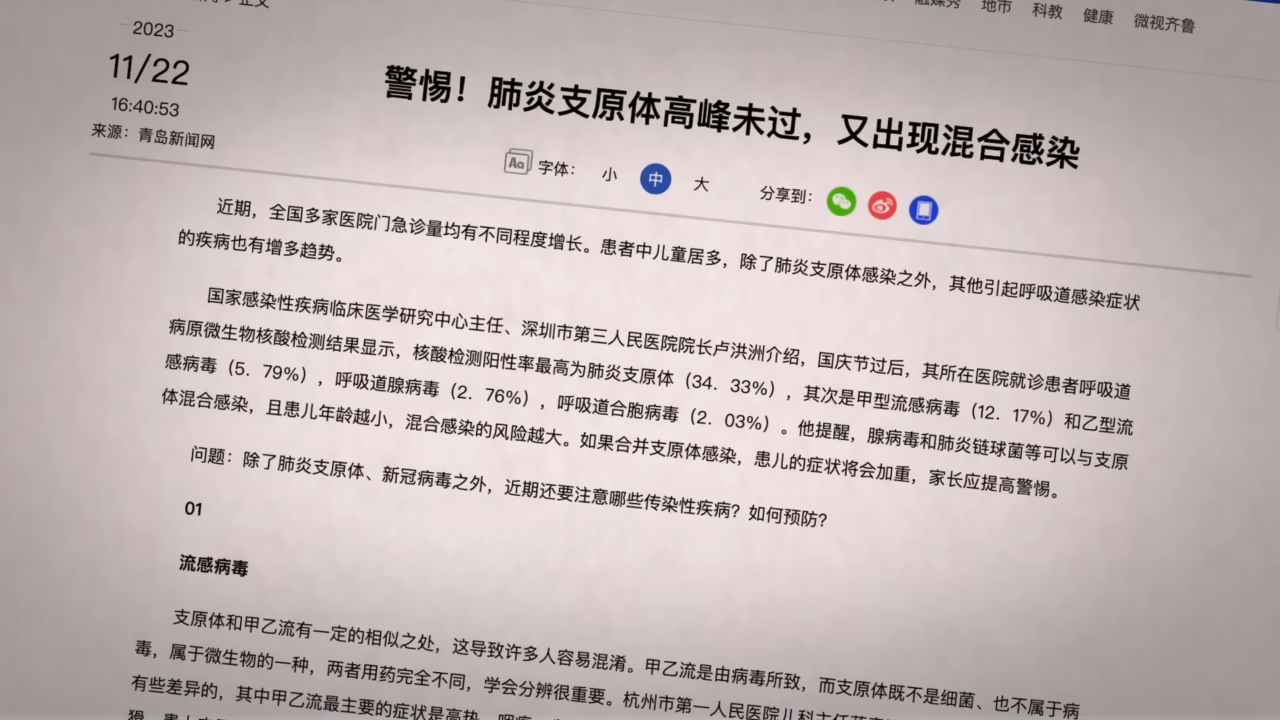 正文
地市 科教 健康 微视齐鲁
2023
11/22
16:40:53
来源：青岛新闻网
警惕！肺炎支原体高峰未过，又出现混合感染
Aa 字体： 小 中 大 分享到：
近期，全国多家医院门急诊量均有不同程度增长。患者中儿童居多，除了肺炎支原体感染之外，其他引起呼吸道感染症状
的疾病也有增多趋势。
国家感染性疾病临床医学研究中心主任、深圳市第三人民医院院长卢洪洲介绍，国庆节过后，其所在医院就诊患者呼吸道
病原微生物核酸检测结果显示，核酸检测阳性率最高为肺炎支原体（34．33%），其次是甲型流感病毒（12．17%）和乙型流
感病毒（5．79%），呼吸道腺病毒（2．76%），呼吸道合胞病毒（2．03%）。他提醒，腺病毒和肺炎链球菌等可以与支原
体混合感染，且患儿年龄越小，混合感染的风险越大。如果合并支原体感染，患儿的症状将会加重，家长应提高警惕。
问题：除了肺炎支原体、新冠病毒之外，近期还要注意哪些传染性疾病？如何预防？
01
流感病毒
支原体和甲乙流有一定的相似之处，这导致许多人容易混淆。甲乙流是由病毒所致，而支原体既不是细菌、也不属于病
毒，属于微生物的一种，两者用药完全不同，学会分辨很重要。杭州市第一人民医院儿科主任
有些差异的，其中甲乙流最主要的症状是高热